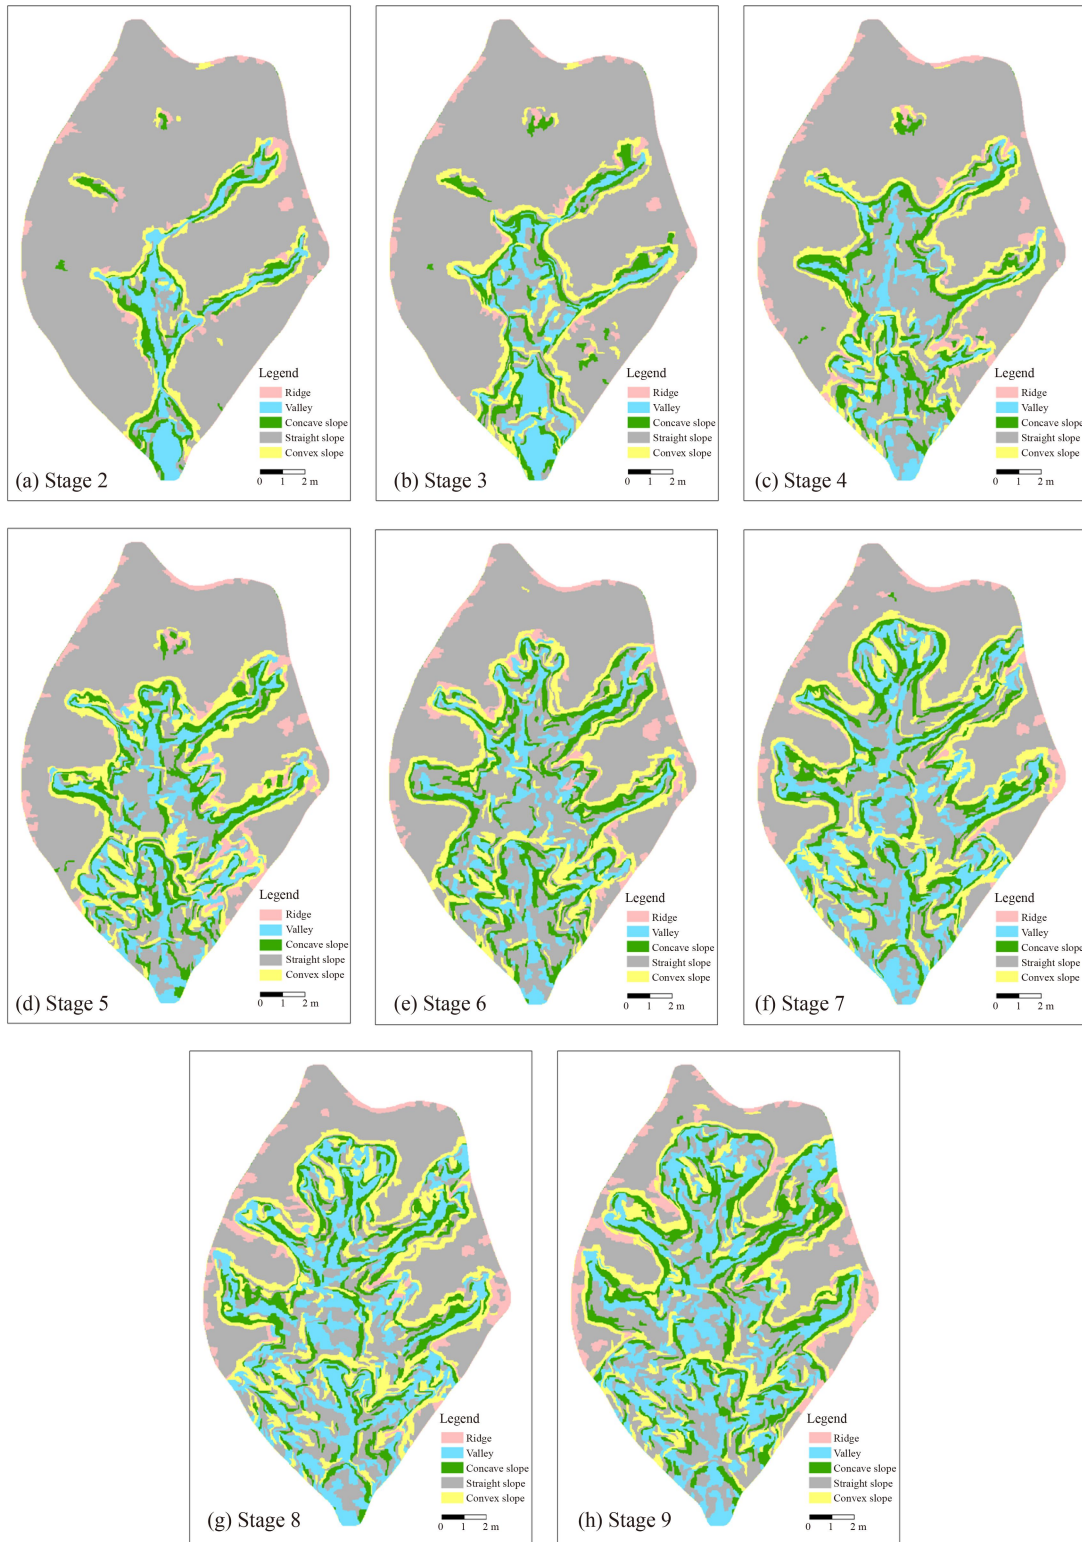 Legend
Ridge
Valley
Concave slope
Straight slope
Convex slope
0 1 2 m
(a) Stage 2
Legend
Ridge
Valley
Concave slope
Straight slope
Convex slope
0 1 2 m
(b) Stage 3
Legend
Ridge
Valley
Concave slope
Straight slope
Convex slope
0 1 2 m
(c) Stage 4
Legend
Ridge
Valley
Concave slope
Straight slope
Convex slope
0 1 2 m
(d) Stage 5
Legend
Ridge
Valley
Concave slope
Straight slope
Convex slope
0 1 2 m
(e) Stage 6
Legend
Ridge
Valley
Concave slope
Straight slope
Convex slope
0 1 2 m
(f) Stage 7
Legend
Ridge
Valley
Concave slope
Straight slope
Convex slope
0 1 2 m
(g) Stage 8
Legend
Ridge
Valley
Concave slope
Straight slope
Convex slope
0 1 2 m
(h) Stage 9